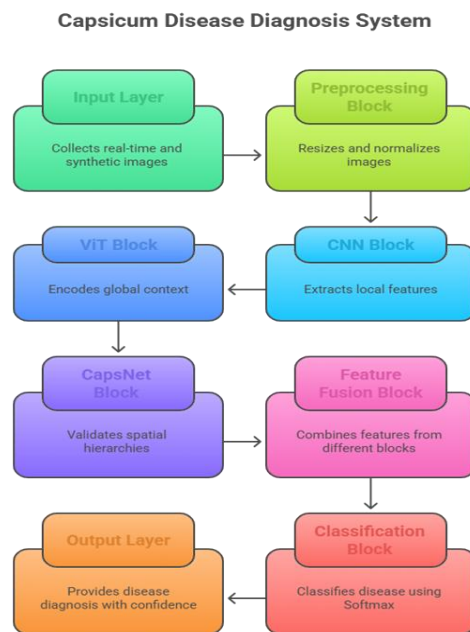 Capsicum Disease Diagnosis System
Input Layer
Collects real-time and
synthetic images
Preprocessing
Block
Resizes and normalizes
images
ViT Block
Encodes global context
CNN Block
Extracts local features
CapsNet
Block
Validates spatial
hierarchies
Feature
Fusion Block
Combines features from
different blocks
Output Layer
Provides disease
diagnosis with confidence
Classification
Block
Classifies disease using
Softmax